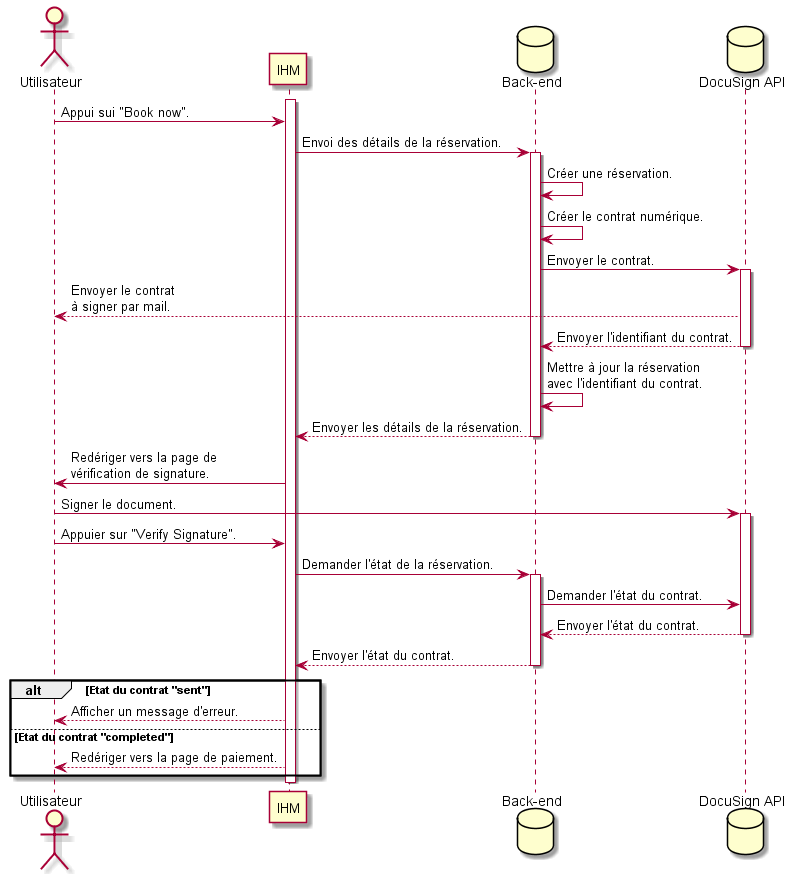 Utilisateur
IHM
Back-end
DocuSign API
Appui sui "Book now".
Envoi des détails de la réservation.
Créer une réservation.
Créer le contrat numérique.
Envoyer le contrat.
Envoyer le contrat
à signer par mail.
Envoyer l'identifiant du contrat.
Mettre à jour la réservation
avec l'identifiant du contrat.
Envoyer les détails de la réservation.
Redériger vers la page de
vérification de signature.
Signer le document.
Appuier sur "Verify Signature".
Demander l'état de la réservation.
Demander l'état du contrat.
Envoyer l'état du contrat.
Envoyer l'état du contrat.
alt
[Etat du contrat "sent"]
Afficher un message d'erreur.
[Etat du contrat "completed"]
Redériger vers la page de paiement.
Utilisateur
IHM
Back-end
DocuSign API